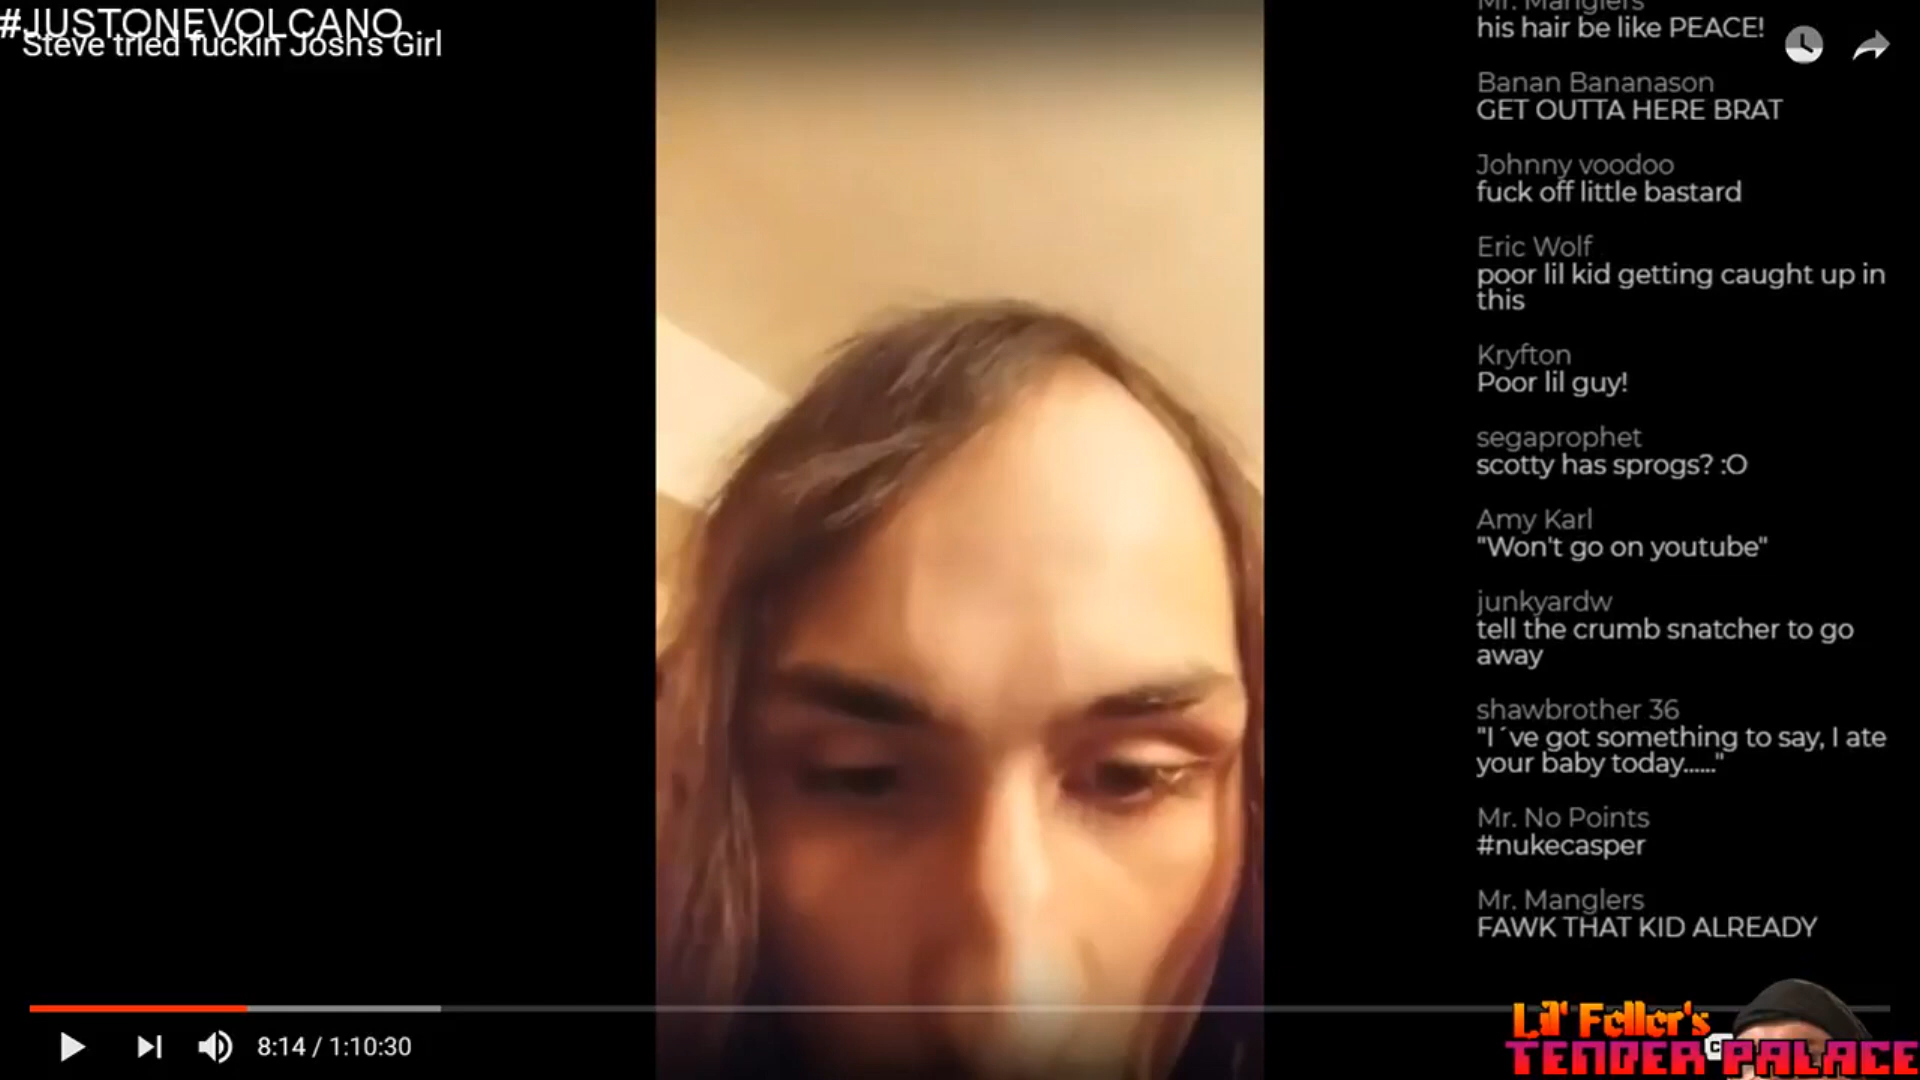 #JUSTONEVOLCANO
Steve tried fuckin Josh's Girl
Mr. Manglers
his hair be like PEACE!
Banan Bananason
GET OUTTA HERE BRAT
Johnny voodoo
fuck off little bastard
Eric Wolf
poor lil kid getting caught up in
this
Kryfton
Poor lil guy!
segaprophet
scotty has sprogs? :O
Amy Karl
"Won't go on youtube"
junkyardw
tell the crumb snatcher to go
away
shawbrother 36
"I´ve got something to say, I ate
your baby today......"
Mr. No Points
#nukecasper
Mr. Manglers
FAWK THAT KID ALREADY
8:14 / 1:10:30
Lil' Feller's
TENDER PALACE